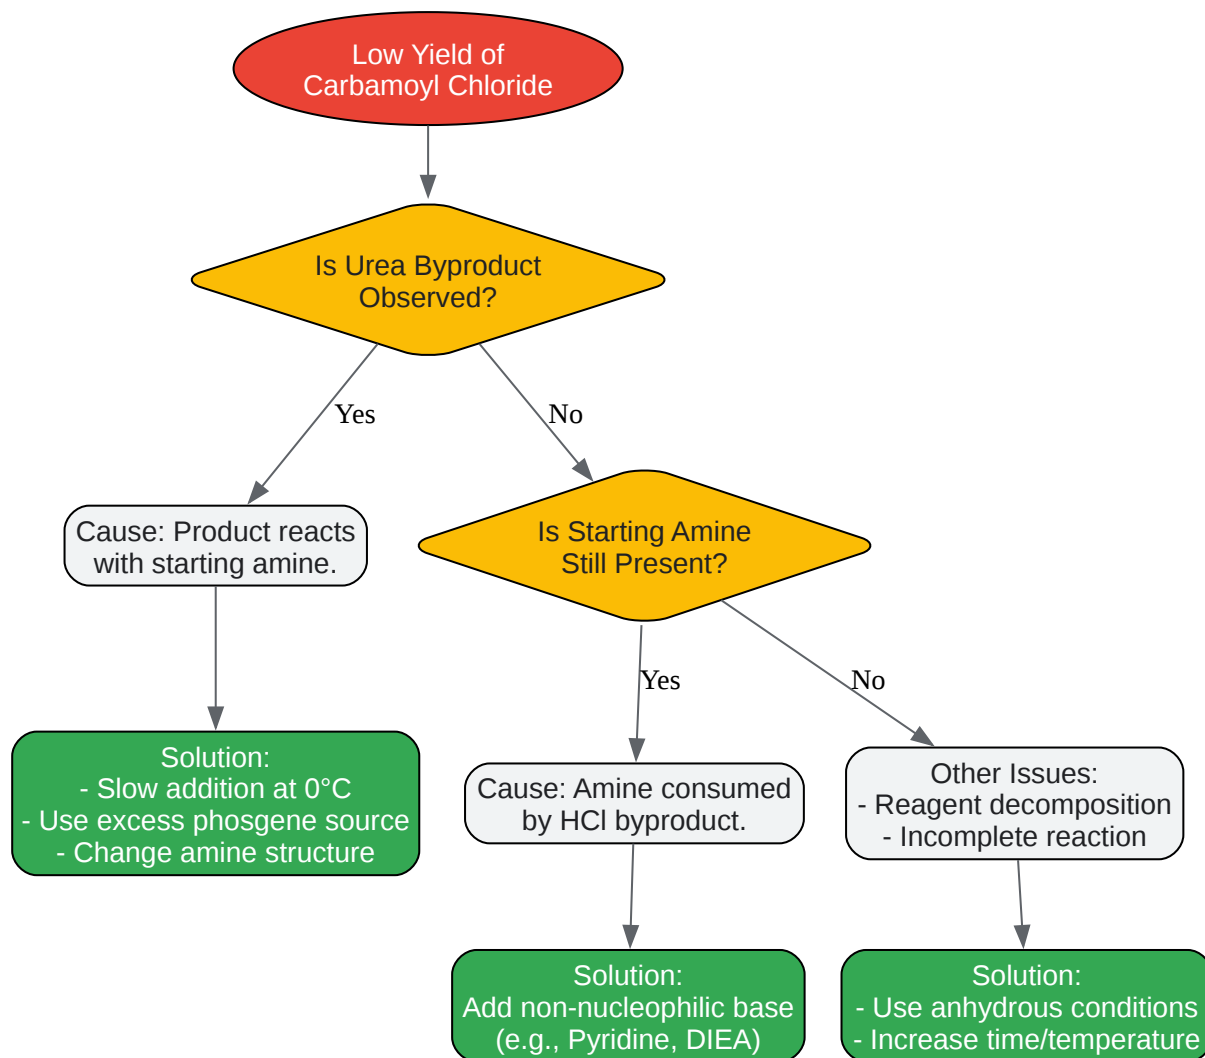 Low Yield of
Carbamoyl Chloride
Is Urea Byproduct
Observed?
Yes
No
Cause: Product reacts
with starting amine.
Is Starting Amine
Still Present?
Yes
No
Solution:
- Slow addition at 0°C
- Use excess phosgene source
- Change amine structure
Cause: Amine consumed
by HCl byproduct.
Other Issues:
- Reagent decomposition
- Incomplete reaction
Solution:
Add non-nucleophilic base
(e.g., Pyridine, DIEA)
Solution:
- Use anhydrous conditions
- Increase time/temperature